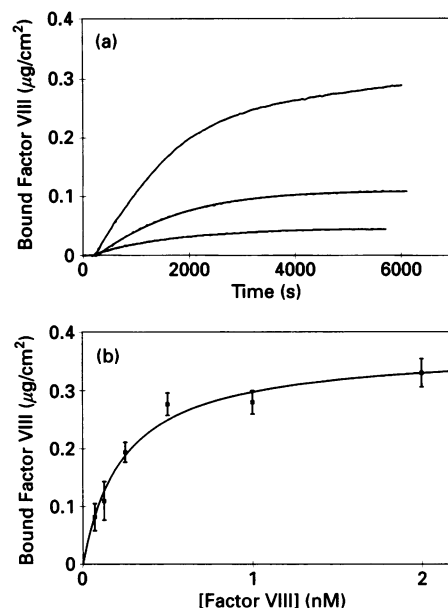 (a)
Bound Factor VIII (μg/cm²)
0.4
0.3
0.2
0.1
0
0 2000 4000 6000
Time (s)
(b)
Bound Factor VIII (μg/cm²)
0.4
0.3
0.2
0.1
0
0 1 2
[Factor VIII] (nM)